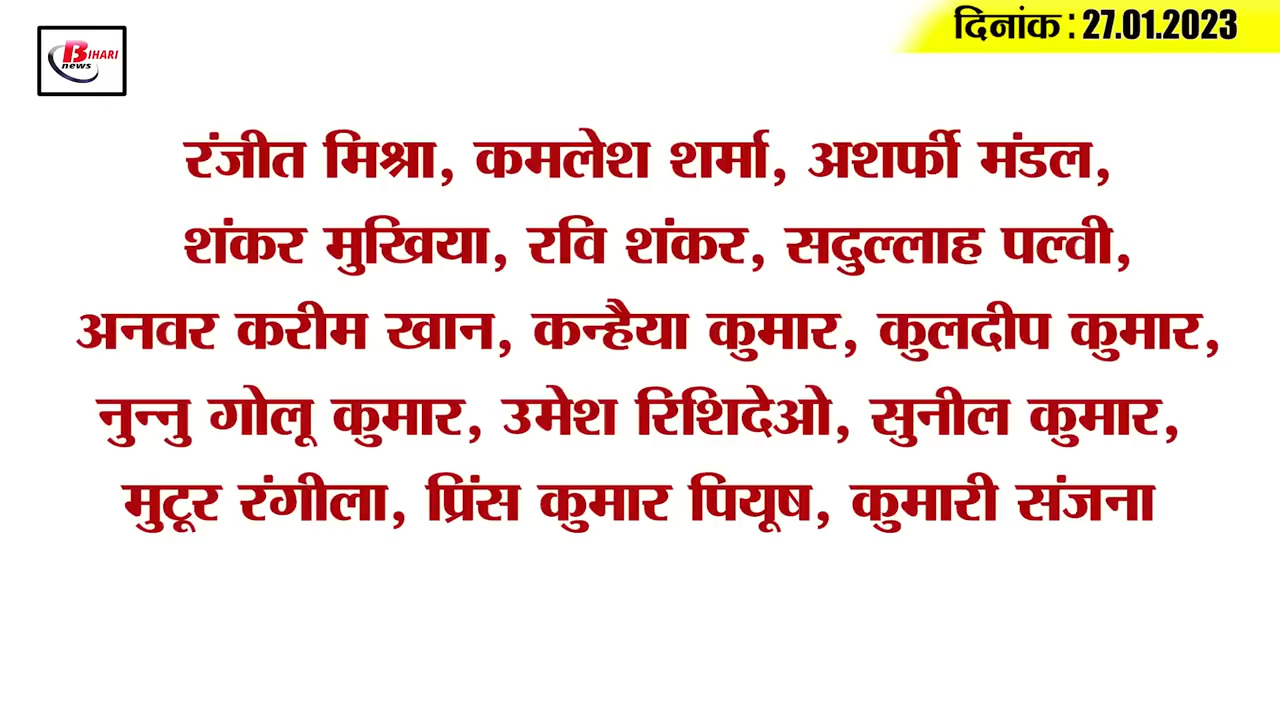 BIHARI
news
दिनांक : 27.01.2023
रंजीत मिश्रा, कमलेश शर्मा, अशर्फी मंडल,
शंकर मुखिया, रवि शंकर, सदुल्लाह पल्वी,
अनवर करीम खान, कन्हैया कुमार, कुलदीप कुमार,
नुन्नु गोलू कुमार, उमेश रिशिदेओ, सुनील कुमार,
मुटूर रंगीला, प्रिंस कुमार पियूष, कुमारी संजना